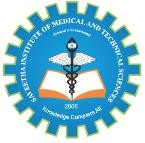 SAVEETHA INSTITUTE OF MEDICAL AND TECHNICAL SCIENCES
2005
Knowledge Conquers All